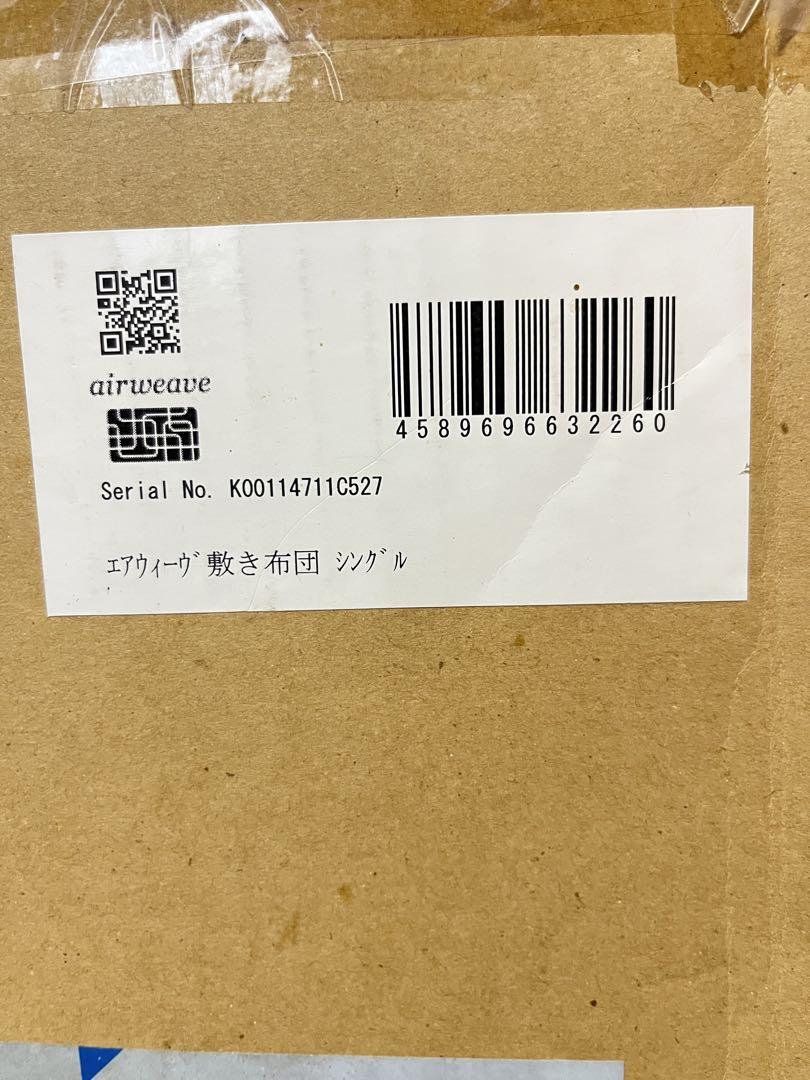 airweave
4589696632260
Serial No. K00114711C527
ｴｱｳｨｰｳﾞ敷き布団 ｼﾝｸﾞﾙ